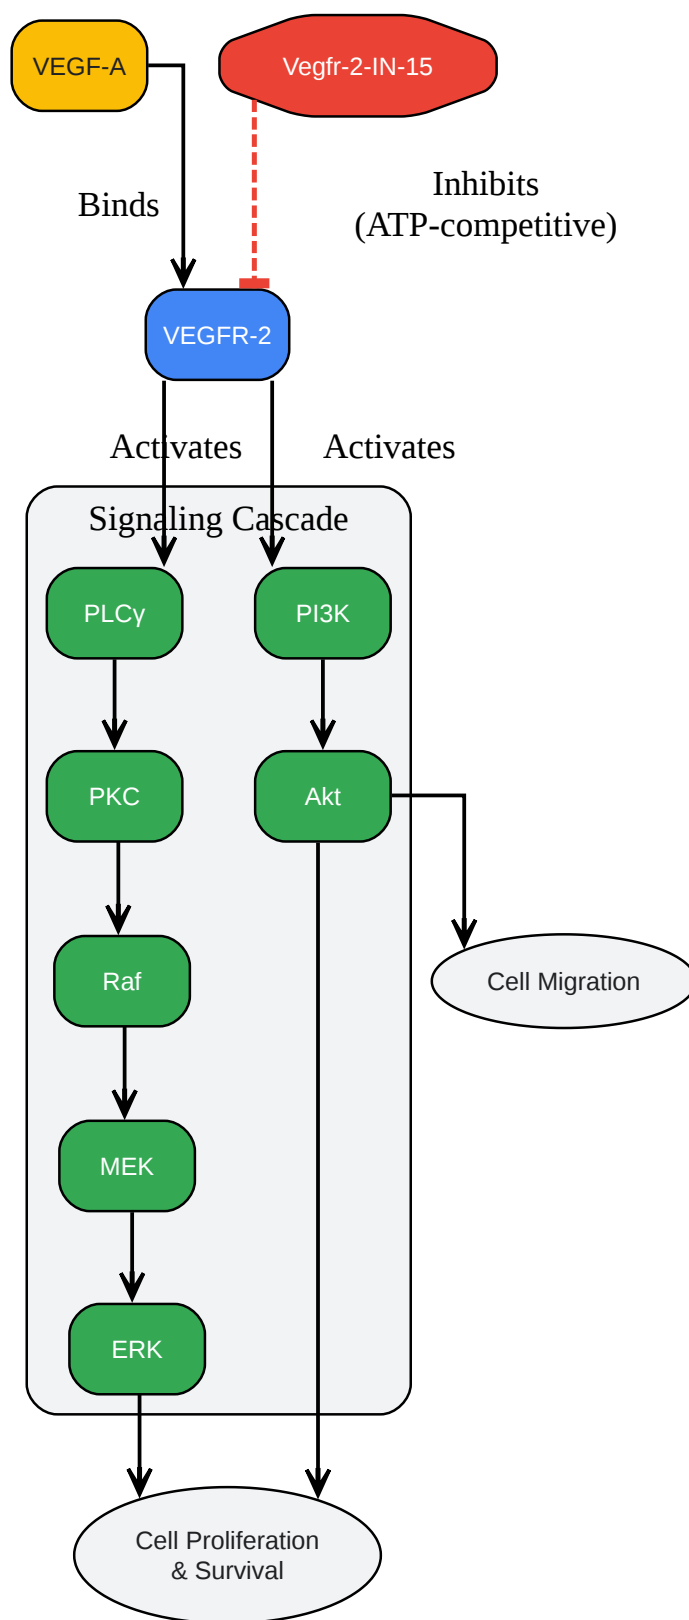 VEGF-A
Vegfr-2-IN-15
Binds
Inhibits
(ATP-competitive)
VEGFR-2
Activates
Activates
Signaling Cascade
PLCγ
PI3K
PKC
Akt
Raf
Cell Migration
MEK
ERK
Cell Proliferation
& Survival